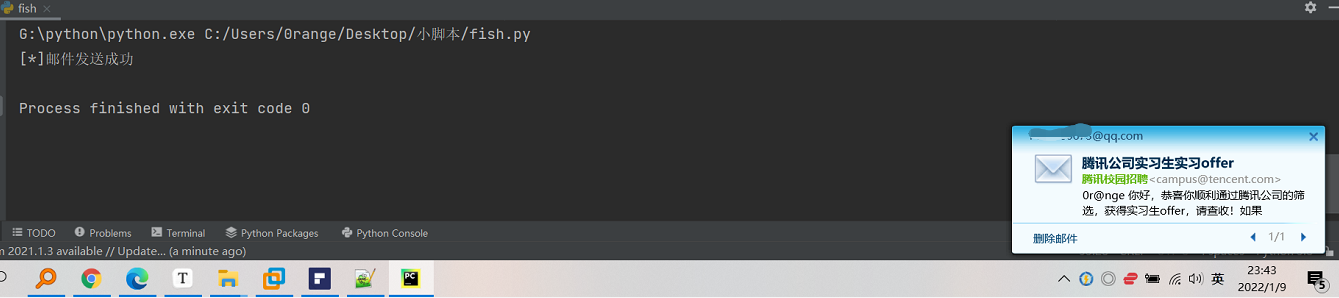 fish
G:\python\python.exe C:/Users/0range/Desktop/小脚本/fish.py
[*]邮件发送成功
Process finished with exit code 0
@qq.com
腾讯公司实习生实习offer
腾讯校园招聘<campus@tencent.com>
0r@nge 你好，恭喜你顺利通过腾讯公司的筛
选，获得实习生offer，请查收！如果
删除邮件
1/1
TODO
Problems
Terminal
Python Packages
Python Console
m 2021.1.3 available // Update... (a minute ago)
T
PC
英
23:43
2022/1/9
5